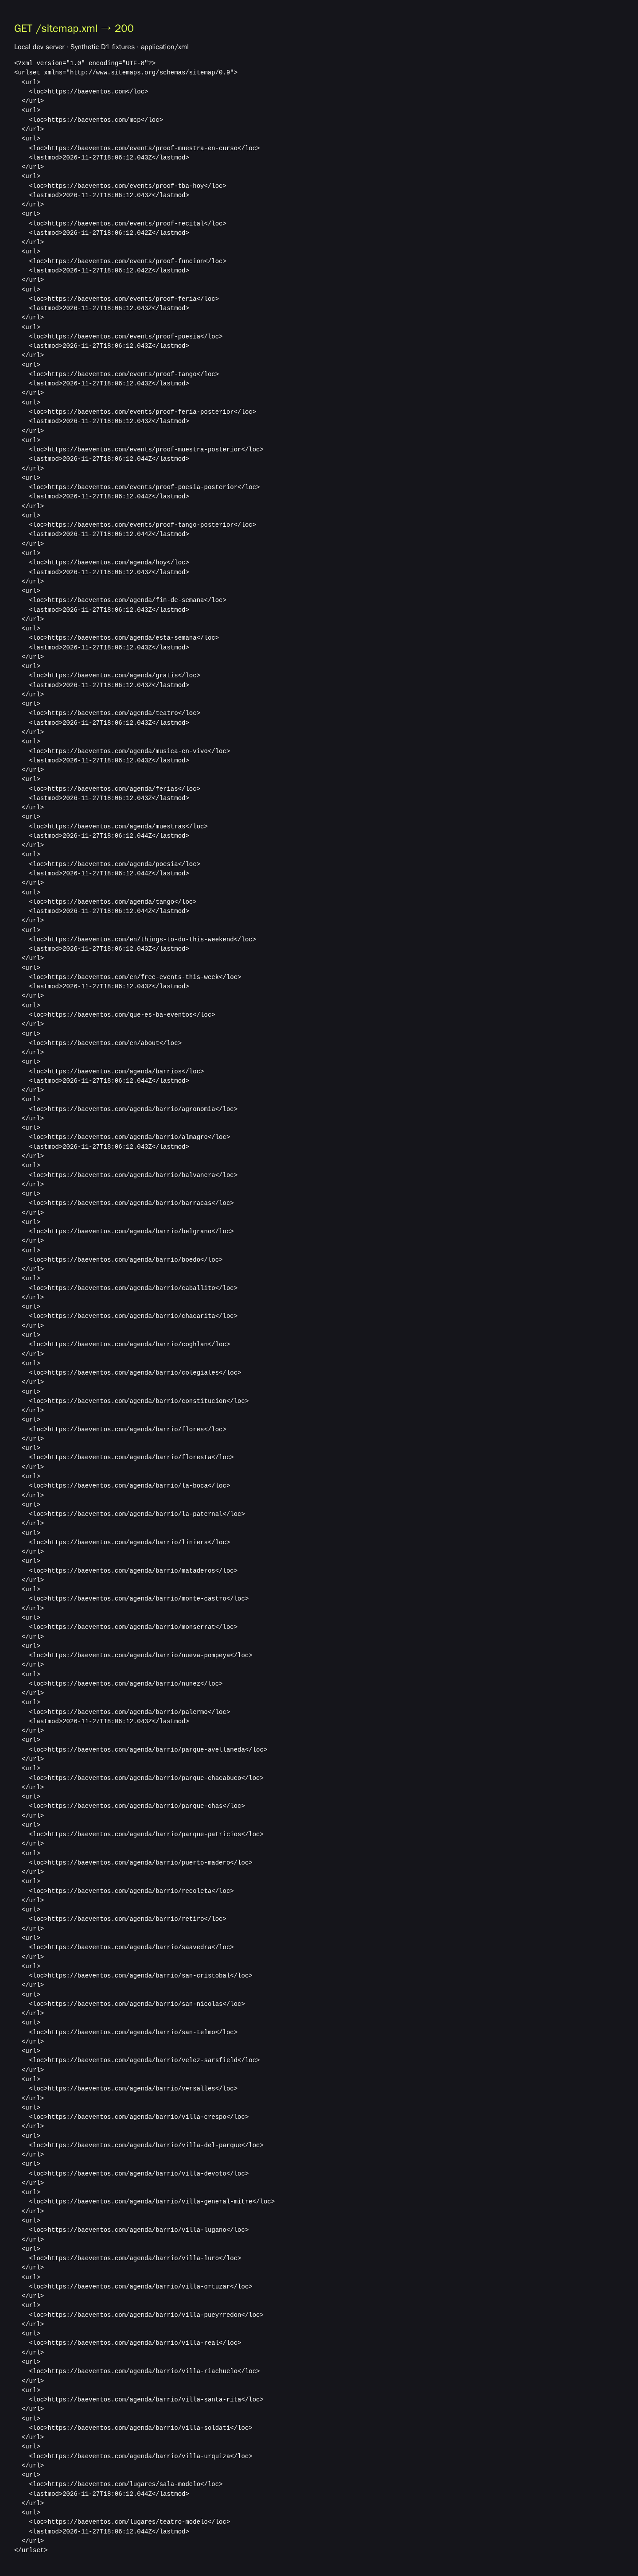 GET /sitemap.xml → 200
Local dev server · Synthetic D1 fixtures · application/xml
<?xml version="1.0" encoding="UTF-8"?>
<urlset xmlns="http://www.sitemaps.org/schemas/sitemap/0.9">
  <url>
    <loc>https://baeventos.com</loc>
  </url>
  <url>
    <loc>https://baeventos.com/mcp</loc>
  </url>
  <url>
    <loc>https://baeventos.com/events/proof-muestra-en-curso</loc>
    <lastmod>2026-11-27T18:06:12.043Z</lastmod>
  </url>
  <url>
    <loc>https://baeventos.com/events/proof-tba-hoy</loc>
    <lastmod>2026-11-27T18:06:12.043Z</lastmod>
  </url>
  <url>
    <loc>https://baeventos.com/events/proof-recital</loc>
    <lastmod>2026-11-27T18:06:12.042Z</lastmod>
  </url>
  <url>
    <loc>https://baeventos.com/events/proof-funcion</loc>
    <lastmod>2026-11-27T18:06:12.042Z</lastmod>
  </url>
  <url>
    <loc>https://baeventos.com/events/proof-feria</loc>
    <lastmod>2026-11-27T18:06:12.043Z</lastmod>
  </url>
  <url>
    <loc>https://baeventos.com/events/proof-poesia</loc>
    <lastmod>2026-11-27T18:06:12.043Z</lastmod>
  </url>
  <url>
    <loc>https://baeventos.com/events/proof-tango</loc>
    <lastmod>2026-11-27T18:06:12.043Z</lastmod>
  </url>
  <url>
    <loc>https://baeventos.com/events/proof-feria-posterior</loc>
    <lastmod>2026-11-27T18:06:12.043Z</lastmod>
  </url>
  <url>
    <loc>https://baeventos.com/events/proof-muestra-posterior</loc>
    <lastmod>2026-11-27T18:06:12.044Z</lastmod>
  </url>
  <url>
    <loc>https://baeventos.com/events/proof-poesia-posterior</loc>
    <lastmod>2026-11-27T18:06:12.044Z</lastmod>
  </url>
  <url>
    <loc>https://baeventos.com/events/proof-tango-posterior</loc>
    <lastmod>2026-11-27T18:06:12.044Z</lastmod>
  </url>
  <url>
    <loc>https://baeventos.com/agenda/hoy</loc>
    <lastmod>2026-11-27T18:06:12.043Z</lastmod>
  </url>
  <url>
    <loc>https://baeventos.com/agenda/fin-de-semana</loc>
    <lastmod>2026-11-27T18:06:12.043Z</lastmod>
  </url>
  <url>
    <loc>https://baeventos.com/agenda/esta-semana</loc>
    <lastmod>2026-11-27T18:06:12.043Z</lastmod>
  </url>
  <url>
    <loc>https://baeventos.com/agenda/gratis</loc>
    <lastmod>2026-11-27T18:06:12.043Z</lastmod>
  </url>
  <url>
    <loc>https://baeventos.com/agenda/teatro</loc>
    <lastmod>2026-11-27T18:06:12.043Z</lastmod>
  </url>
  <url>
    <loc>https://baeventos.com/agenda/musica-en-vivo</loc>
    <lastmod>2026-11-27T18:06:12.043Z</lastmod>
  </url>
  <url>
    <loc>https://baeventos.com/agenda/ferias</loc>
    <lastmod>2026-11-27T18:06:12.043Z</lastmod>
  </url>
  <url>
    <loc>https://baeventos.com/agenda/muestras</loc>
    <lastmod>2026-11-27T18:06:12.044Z</lastmod>
  </url>
  <url>
    <loc>https://baeventos.com/agenda/poesia</loc>
    <lastmod>2026-11-27T18:06:12.044Z</lastmod>
  </url>
  <url>
    <loc>https://baeventos.com/agenda/tango</loc>
    <lastmod>2026-11-27T18:06:12.044Z</lastmod>
  </url>
  <url>
    <loc>https://baeventos.com/en/things-to-do-this-weekend</loc>
    <lastmod>2026-11-27T18:06:12.043Z</lastmod>
  </url>
  <url>
    <loc>https://baeventos.com/en/free-events-this-week</loc>
    <lastmod>2026-11-27T18:06:12.043Z</lastmod>
  </url>
  <url>
    <loc>https://baeventos.com/que-es-ba-eventos</loc>
  </url>
  <url>
    <loc>https://baeventos.com/en/about</loc>
  </url>
  <url>
    <loc>https://baeventos.com/agenda/barrios</loc>
    <lastmod>2026-11-27T18:06:12.044Z</lastmod>
  </url>
  <url>
    <loc>https://baeventos.com/agenda/barrio/agronomia</loc>
  </url>
  <url>
    <loc>https://baeventos.com/agenda/barrio/almagro</loc>
    <lastmod>2026-11-27T18:06:12.043Z</lastmod>
  </url>
  <url>
    <loc>https://baeventos.com/agenda/barrio/balvanera</loc>
  </url>
  <url>
    <loc>https://baeventos.com/agenda/barrio/barracas</loc>
  </url>
  <url>
    <loc>https://baeventos.com/agenda/barrio/belgrano</loc>
  </url>
  <url>
    <loc>https://baeventos.com/agenda/barrio/boedo</loc>
  </url>
  <url>
    <loc>https://baeventos.com/agenda/barrio/caballito</loc>
  </url>
  <url>
    <loc>https://baeventos.com/agenda/barrio/chacarita</loc>
  </url>
  <url>
    <loc>https://baeventos.com/agenda/barrio/coghlan</loc>
  </url>
  <url>
    <loc>https://baeventos.com/agenda/barrio/colegiales</loc>
  </url>
  <url>
    <loc>https://baeventos.com/agenda/barrio/constitucion</loc>
  </url>
  <url>
    <loc>https://baeventos.com/agenda/barrio/flores</loc>
  </url>
  <url>
    <loc>https://baeventos.com/agenda/barrio/floresta</loc>
  </url>
  <url>
    <loc>https://baeventos.com/agenda/barrio/la-boca</loc>
  </url>
  <url>
    <loc>https://baeventos.com/agenda/barrio/la-paternal</loc>
  </url>
  <url>
    <loc>https://baeventos.com/agenda/barrio/liniers</loc>
  </url>
  <url>
    <loc>https://baeventos.com/agenda/barrio/mataderos</loc>
  </url>
  <url>
    <loc>https://baeventos.com/agenda/barrio/monte-castro</loc>
  </url>
  <url>
    <loc>https://baeventos.com/agenda/barrio/monserrat</loc>
  </url>
  <url>
    <loc>https://baeventos.com/agenda/barrio/nueva-pompeya</loc>
  </url>
  <url>
    <loc>https://baeventos.com/agenda/barrio/nunez</loc>
  </url>
  <url>
    <loc>https://baeventos.com/agenda/barrio/palermo</loc>
    <lastmod>2026-11-27T18:06:12.043Z</lastmod>
  </url>
  <url>
    <loc>https://baeventos.com/agenda/barrio/parque-avellaneda</loc>
  </url>
  <url>
    <loc>https://baeventos.com/agenda/barrio/parque-chacabuco</loc>
  </url>
  <url>
    <loc>https://baeventos.com/agenda/barrio/parque-chas</loc>
  </url>
  <url>
    <loc>https://baeventos.com/agenda/barrio/parque-patricios</loc>
  </url>
  <url>
    <loc>https://baeventos.com/agenda/barrio/puerto-madero</loc>
  </url>
  <url>
    <loc>https://baeventos.com/agenda/barrio/recoleta</loc>
  </url>
  <url>
    <loc>https://baeventos.com/agenda/barrio/retiro</loc>
  </url>
  <url>
    <loc>https://baeventos.com/agenda/barrio/saavedra</loc>
  </url>
  <url>
    <loc>https://baeventos.com/agenda/barrio/san-cristobal</loc>
  </url>
  <url>
    <loc>https://baeventos.com/agenda/barrio/san-nicolas</loc>
  </url>
  <url>
    <loc>https://baeventos.com/agenda/barrio/san-telmo</loc>
  </url>
  <url>
    <loc>https://baeventos.com/agenda/barrio/velez-sarsfield</loc>
  </url>
  <url>
    <loc>https://baeventos.com/agenda/barrio/versalles</loc>
  </url>
  <url>
    <loc>https://baeventos.com/agenda/barrio/villa-crespo</loc>
  </url>
  <url>
    <loc>https://baeventos.com/agenda/barrio/villa-del-parque</loc>
  </url>
  <url>
    <loc>https://baeventos.com/agenda/barrio/villa-devoto</loc>
  </url>
  <url>
    <loc>https://baeventos.com/agenda/barrio/villa-general-mitre</loc>
  </url>
  <url>
    <loc>https://baeventos.com/agenda/barrio/villa-lugano</loc>
  </url>
  <url>
    <loc>https://baeventos.com/agenda/barrio/villa-luro</loc>
  </url>
  <url>
    <loc>https://baeventos.com/agenda/barrio/villa-ortuzar</loc>
  </url>
  <url>
    <loc>https://baeventos.com/agenda/barrio/villa-pueyrredon</loc>
  </url>
  <url>
    <loc>https://baeventos.com/agenda/barrio/villa-real</loc>
  </url>
  <url>
    <loc>https://baeventos.com/agenda/barrio/villa-riachuelo</loc>
  </url>
  <url>
    <loc>https://baeventos.com/agenda/barrio/villa-santa-rita</loc>
  </url>
  <url>
    <loc>https://baeventos.com/agenda/barrio/villa-soldati</loc>
  </url>
  <url>
    <loc>https://baeventos.com/agenda/barrio/villa-urquiza</loc>
  </url>
  <url>
    <loc>https://baeventos.com/lugares/sala-modelo</loc>
    <lastmod>2026-11-27T18:06:12.044Z</lastmod>
  </url>
  <url>
    <loc>https://baeventos.com/lugares/teatro-modelo</loc>
    <lastmod>2026-11-27T18:06:12.044Z</lastmod>
  </url>
</urlset>